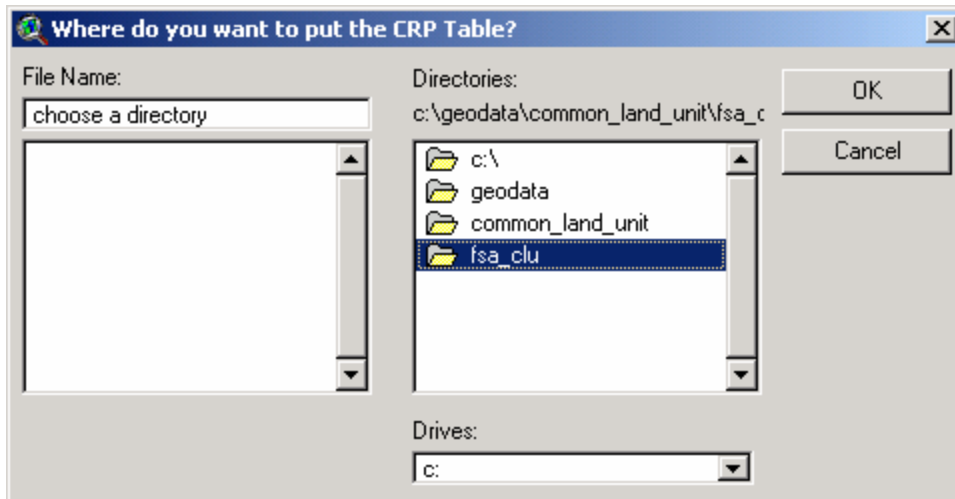 Where do you want to put the CRP Table?
File Name:
choose a directory
Directories:
c:\geodata\common_land_unit\fsa_c
c:\
geodata
common_land_unit
fsa_clu
OK
Cancel
Drives:
c: